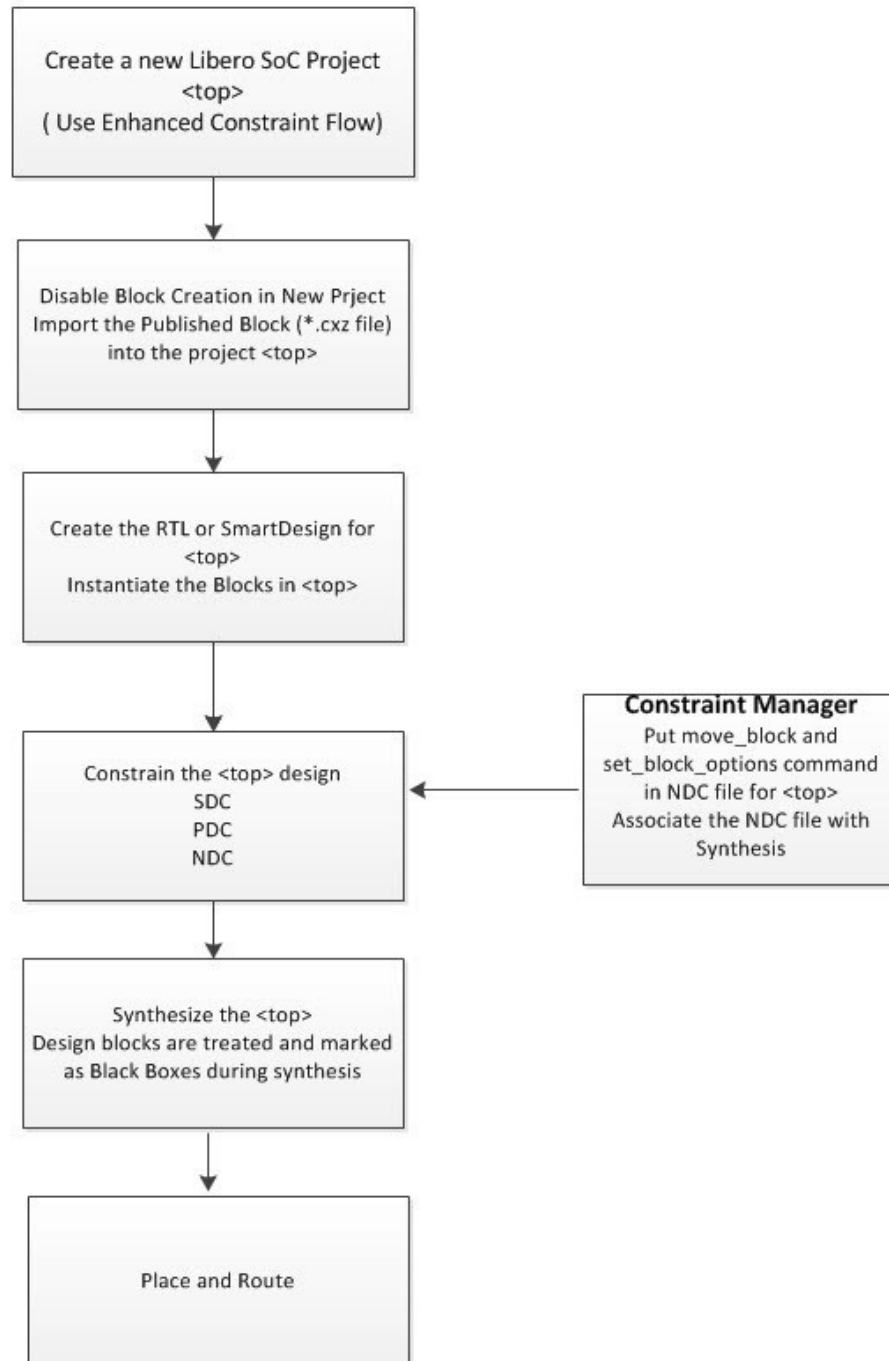 Create a new Libero SoC Project
<top>
( Use Enhanced Constraint Flow)
Disable Block Creation in New Prject
Import the Published Block (*.cxz file)
into the project <top>
Create the RTL or SmartDesign for
<top>
Instantiate the Blocks in <top>
Constrain the <top> design
SDC
PDC
NDC
Constraint Manager
Put move_block and
set_block_options command
in NDC file for <top>
Associate the NDC file with
Synthesis
Synthesize the <top>
Design blocks are treated and marked
as Black Boxes during synthesis
Place and Route